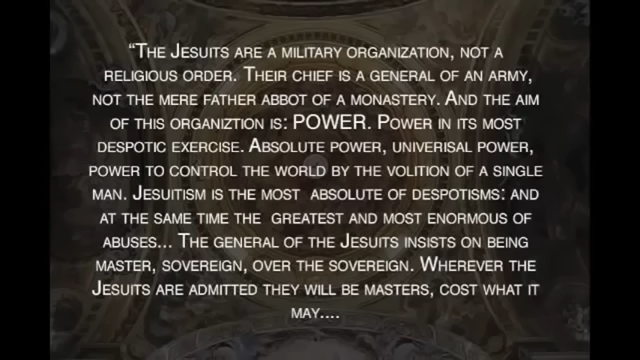 “The Jesuits are a military organization, not a
religious order. Their chief is a general of an army,
not the mere father abbot of a monastery. And the aim
of this organiztion is: POWER. Power in its most
despotic exercise. Absolute power, univerisal power,
power to control the world by the volition of a single
man. Jesuitism is the most absolute of despotisms: and
at the same time the greatest and most enormous of
abuses... The general of the Jesuits insists on being
master, sovereign, over the sovereign. Wherever the
Jesuits are admitted they will be masters, cost what it
may....